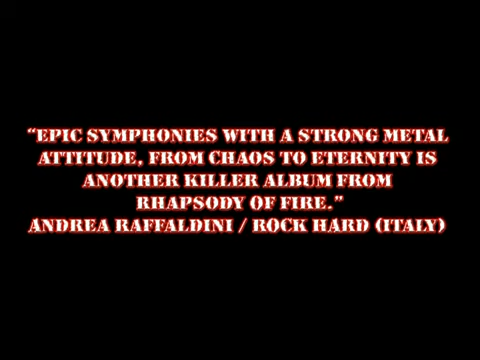 “EPIC SYMPHONIES WITH A STRONG METAL
ATTITUDE, FROM CHAOS TO ETERNITY IS
ANOTHER KILLER ALBUM FROM
RHAPSODY OF FIRE.”
ANDREA RAFFALDINI / ROCK HARD (ITALY)